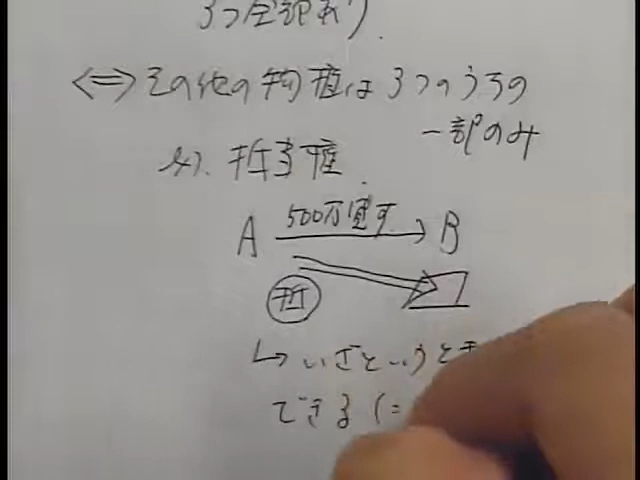 3つ全部あり.
⇔ その他の物権は3つのうちの
一部のみ
ex). 抵当権
A 500万貸す → B
抵
↳ いざというとき
できる (=